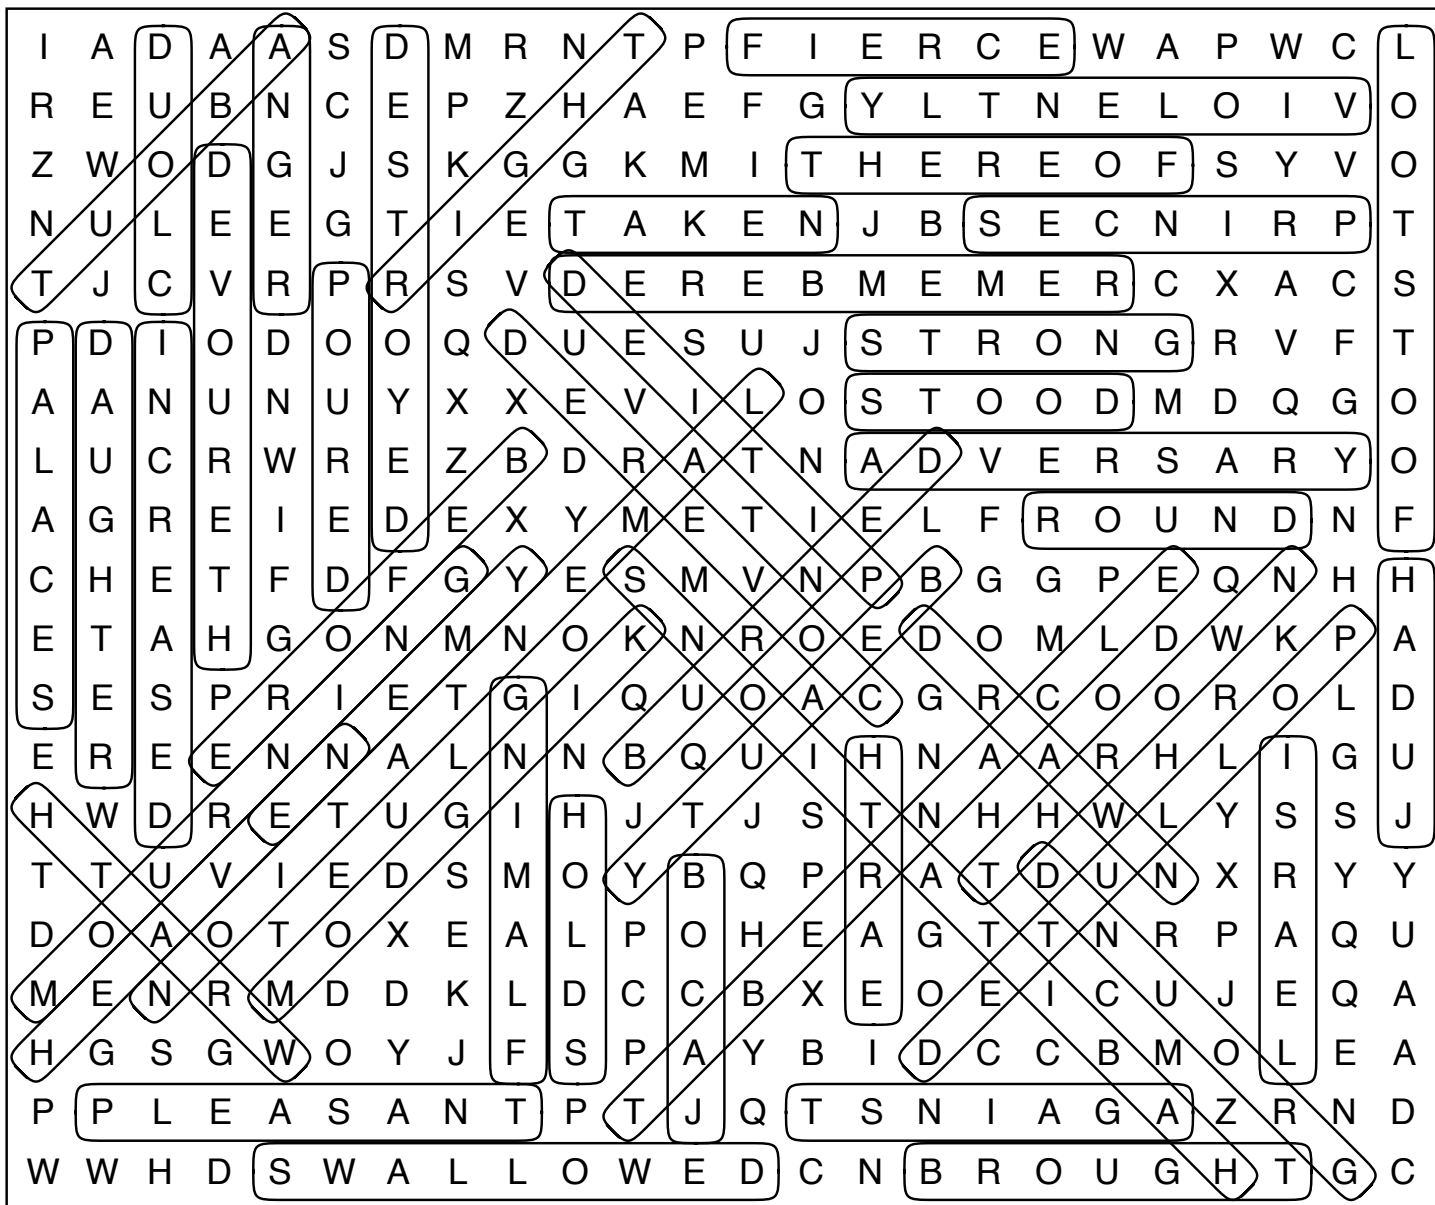 I A D A A S D M R N T P F I E R C E W A P W C L
R E U B N C E P Z H A E F G Y L T N E L O I V O
Z W O D G J S K G G K M I T H E R E O F S Y V O
N U L E E G T I E T A K E N J B S E C N I R P T
T J C V R P R S V D E R E B M E M E R C X A C S
P D I O D O O Q D U E S U J S T R O N G R V F T
A A N U N U Y X X E V I L O S T O O D M D Q G O
L U C R W R E Z B D R A T N A D V E R S A R Y O
A G R E I E D E X Y M E T I E L F R O U N D N F
C H E T F D F G Y E S M V N P B G G P E Q N H H
E T A H G O N M N O K N R O E D O M L D W K P A
S E S P R I E T G I Q U O A C G R C O O R O L D
E R E E N N A L N N B Q U I H N A A R H L I G U
H W D R E T U G I H J T J S T N H H W L Y S S J
T T U V I E D S M O Y B Q P R A T D U N X R Y Y
D O A O T O X E A L P O H E A G T T N R P A Q U
M E N R M D D K L D C C B X E O E I C U J E Q A
H G S G W O Y J F S P A Y B I D C C B M O L E A
P P L E A S A N T P T J Q T S N I A G A Z R N D
W W H D S W A L L O W E D C N B R O U G H T G C